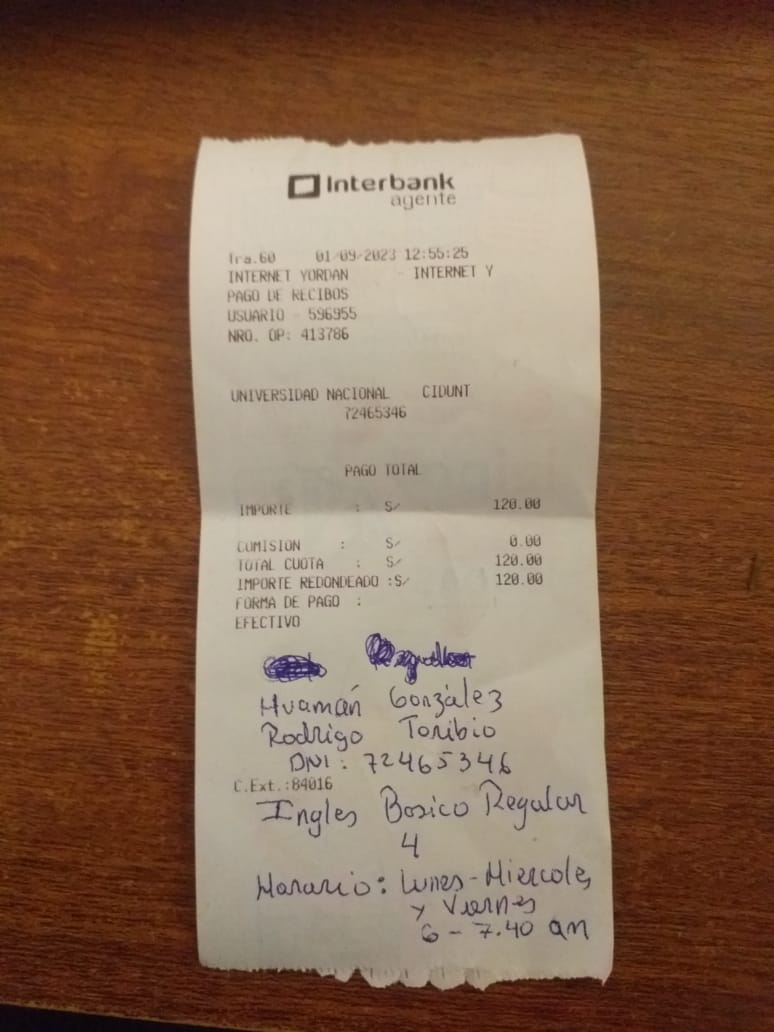 Interbank
agente
Tra.60 01/09/2023 12:55:25
INTERNET YORDAN - INTERNET Y
PAGO DE RECIBOS
USUARIO - 596955
NRO. OP: 413786
UNIVERSIDAD NACIONAL CIDUNT
72465346
PAGO TOTAL
IMPORTE : S/ 120.00
COMISION : S/ 0.00
TOTAL CUOTA : S/ 120.00
IMPORTE REDONDEADO :S/ 120.00
FORMA DE PAGO :
EFECTIVO
Huamán González
Rodrigo Toribio
DNI: 72465346
C.Ext.:84016
Ingles Basico Regular
4
Horario: Lunes-Miercoles
y Viernes
6 - 7.40 am